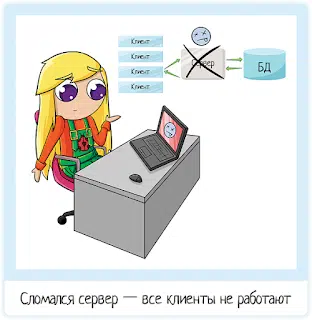 Клиент
Клиент
Клиент
Клиент
Сервер
БД
Сломался сервер — все клиенты не работают